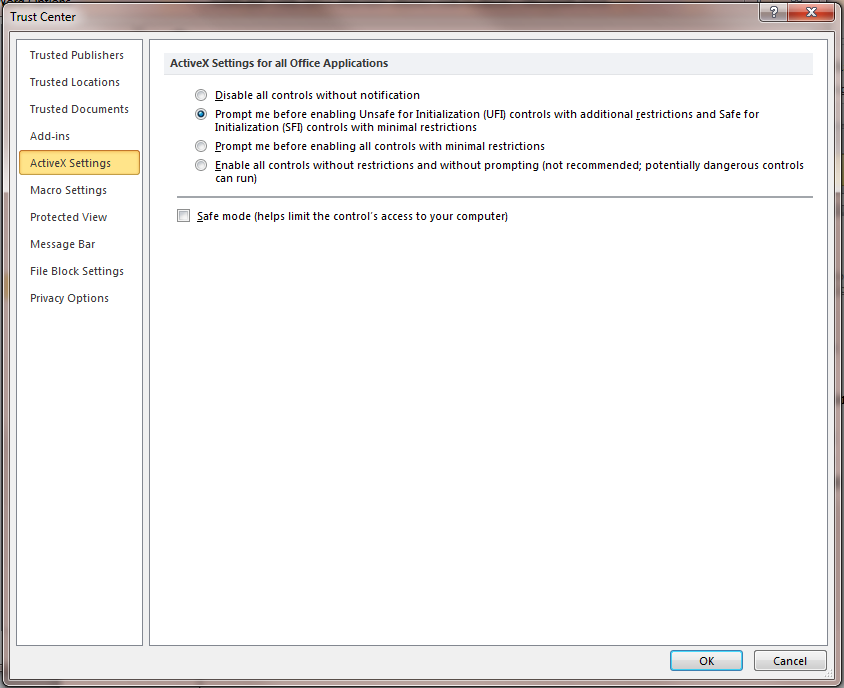 Trust Center
Trusted Publishers
Trusted Locations
Trusted Documents
Add-ins
ActiveX Settings
Macro Settings
Protected View
Message Bar
File Block Settings
Privacy Options
ActiveX Settings for all Office Applications
Disable all controls without notification
Prompt me before enabling Unsafe for Initialization (UFI) controls with additional restrictions and Safe for
Initialization (SFI) controls with minimal restrictions
Prompt me before enabling all controls with minimal restrictions
Enable all controls without restrictions and without prompting (not recommended; potentially dangerous controls
can run)
Safe mode (helps limit the control's access to your computer)
OK
Cancel